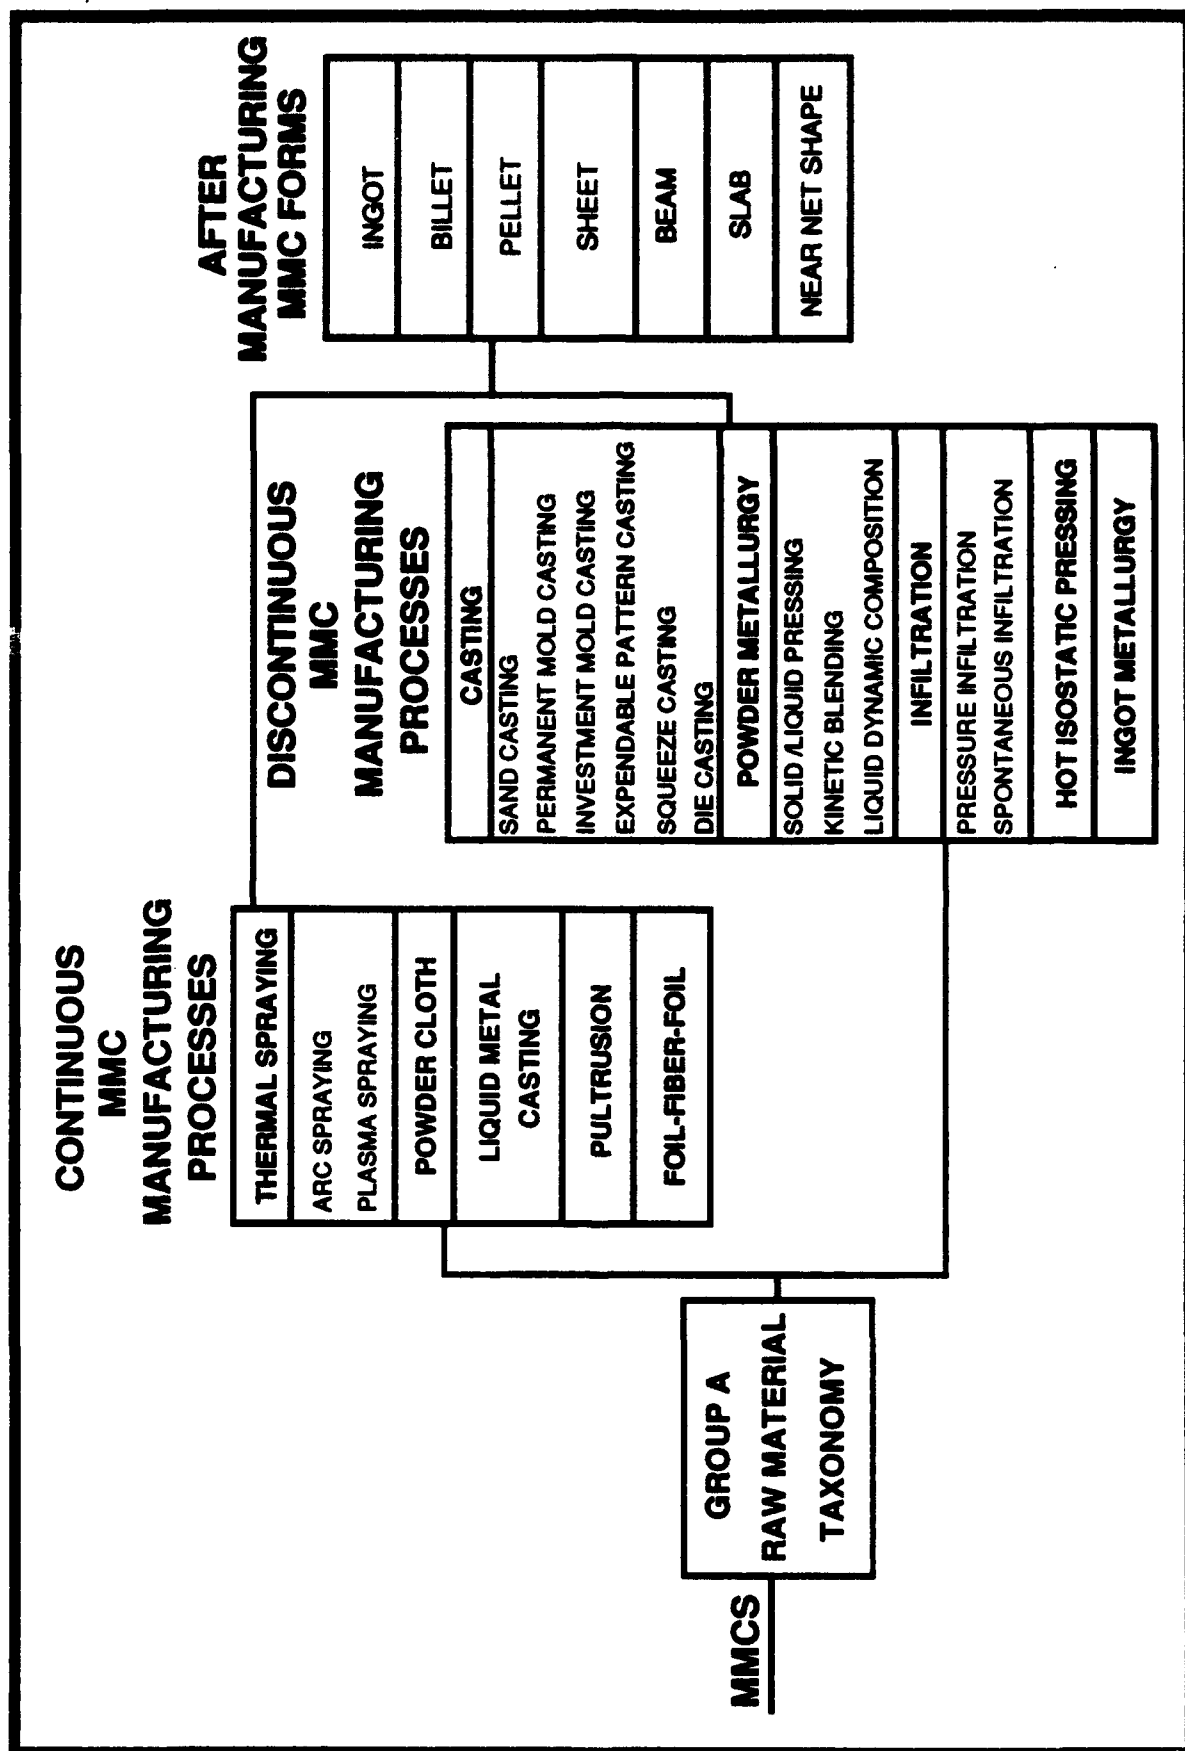 CONTINUOUS
MMC
MANUFACTURING
PROCESSES
THERMAL SPRAYING
ARC SPRAYING
PLASMA SPRAYING
POWDER CLOTH
LIQUID METAL
CASTING
PULTRUSION
FOIL-FIBER-FOIL
DISCONTINUOUS
MMC
MANUFACTURING
PROCESSES
CASTING
SAND CASTING
PERMANENT MOLD CASTING
INVESTMENT MOLD CASTING
EXPENDABLE PATTERN CASTING
SQUEEZE CASTING
DIE CASTING
POWDER METALLURGY
SOLID /LIQUID PRESSING
KINETIC BLENDING
LIQUID DYNAMIC COMPOSITION
INFILTRATION
PRESSURE INFILTRATION
SPONTANEOUS INFILTRATION
HOT ISOSTATIC PRESSING
INGOT METALLURGY
AFTER
MANUFACTURING
MMC FORMS
INGOT
BILLET
PELLET
SHEET
BEAM
SLAB
NEAR NET SHAPE
MMCS
GROUP A
RAW MATERIAL
TAXONOMY